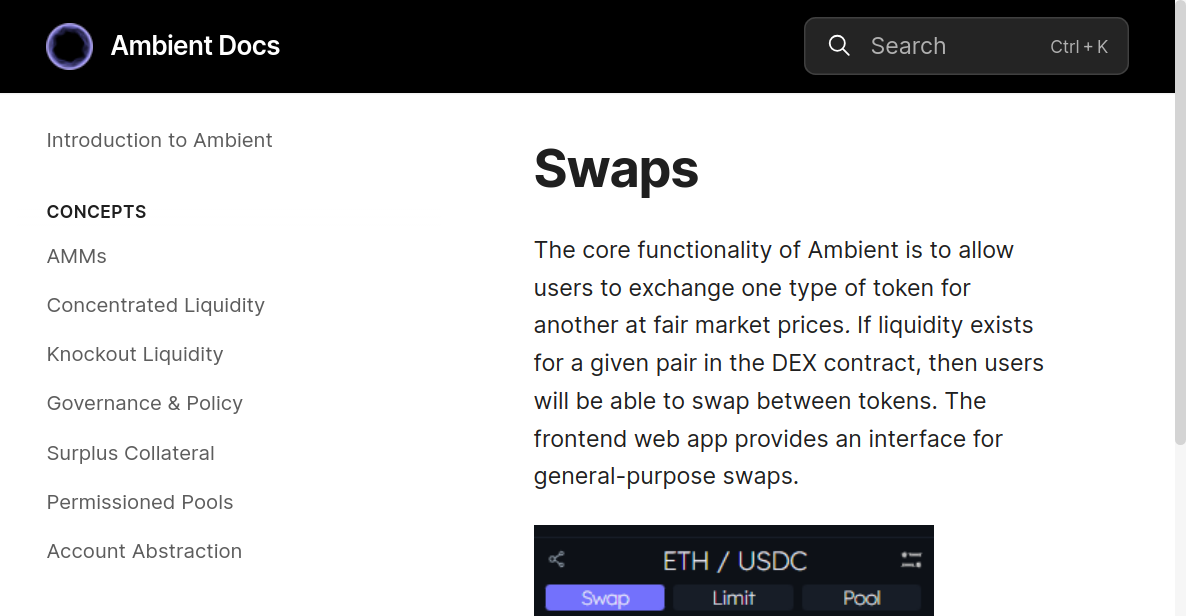 Ambient Docs
Search
Ctrl + K
Introduction to Ambient
CONCEPTS
AMMs
Concentrated Liquidity
Knockout Liquidity
Governance & Policy
Surplus Collateral
Permissioned Pools
Account Abstraction
Swaps
The core functionality of Ambient is to allow
users to exchange one type of token for
another at fair market prices. If liquidity exists
for a given pair in the DEX contract, then users
will be able to swap between tokens. The
frontend web app provides an interface for
general-purpose swaps.
ETH / USDC
Swap
Limit
Pool